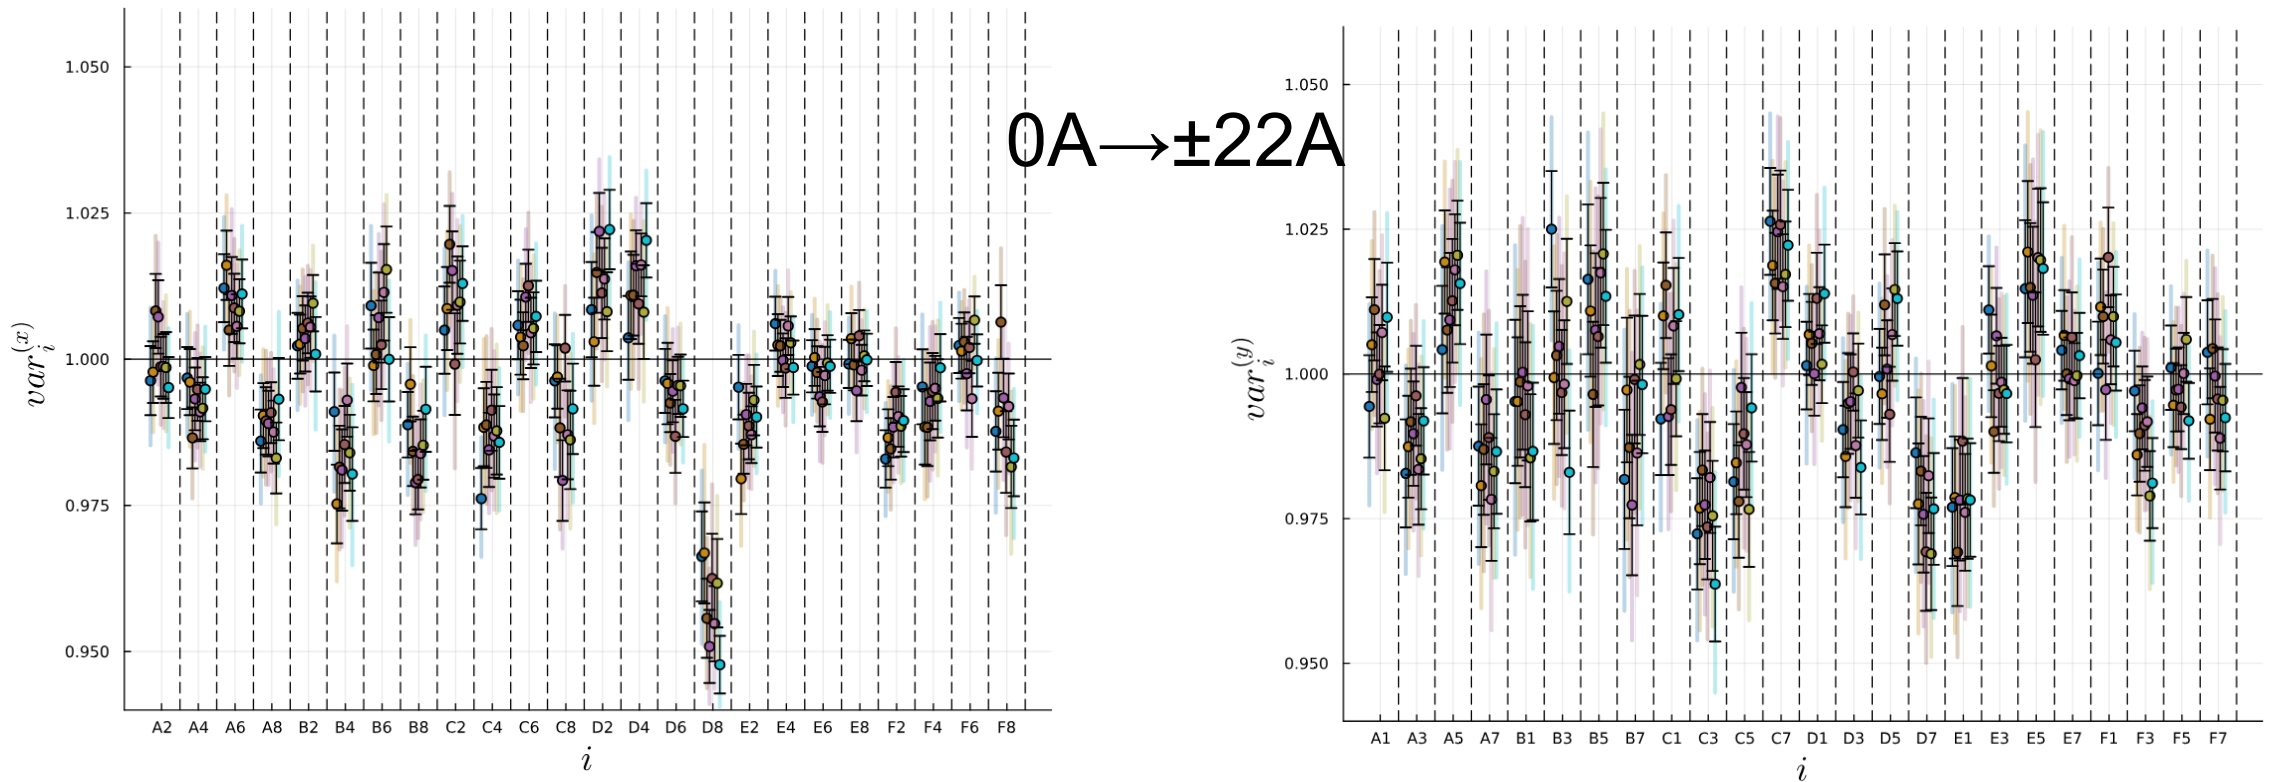 1.050
1.025
1.000
0.975
0.950
var_i^(x)
A2 A4 A6 A8 B2 B4 B6 B8 C2 C4 C6 C8 D2 D4 D6 D8 E2 E4 E6 E8 F2 F4 F6 F8
i
0A→±22A
1.050
1.025
1.000
0.975
0.950
var_i^(y)
A1 A3 A5 A7 B1 B3 B5 B7 C1 C3 C5 C7 D1 D3 D5 D7 E1 E3 E5 E7 F1 F3 F5 F7
i